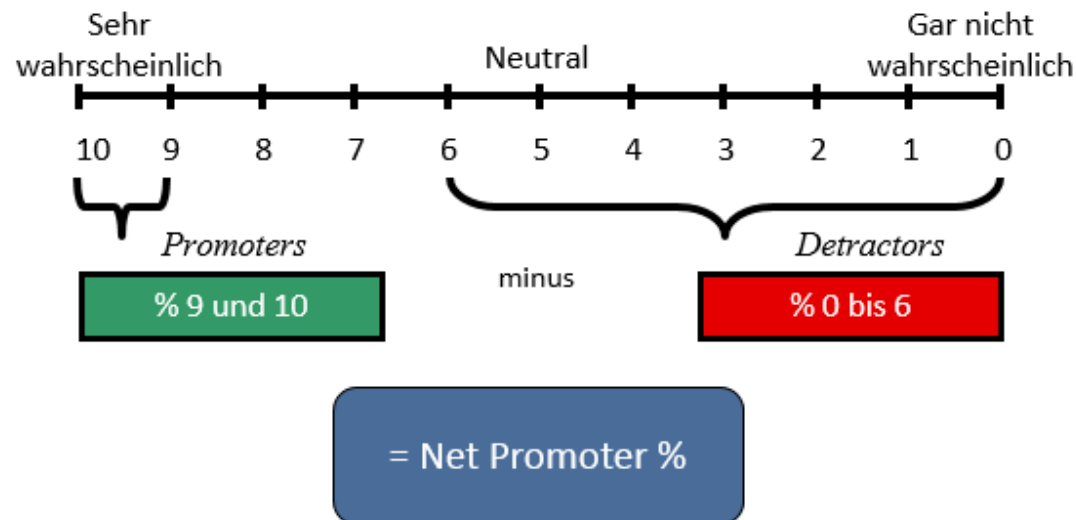 Sehr
wahrscheinlich
Neutral
Gar nicht
wahrscheinlich
10 9 8 7 6 5 4 3 2 1 0
Promoters
Detractors
% 9 und 10
minus
% 0 bis 6
= Net Promoter %